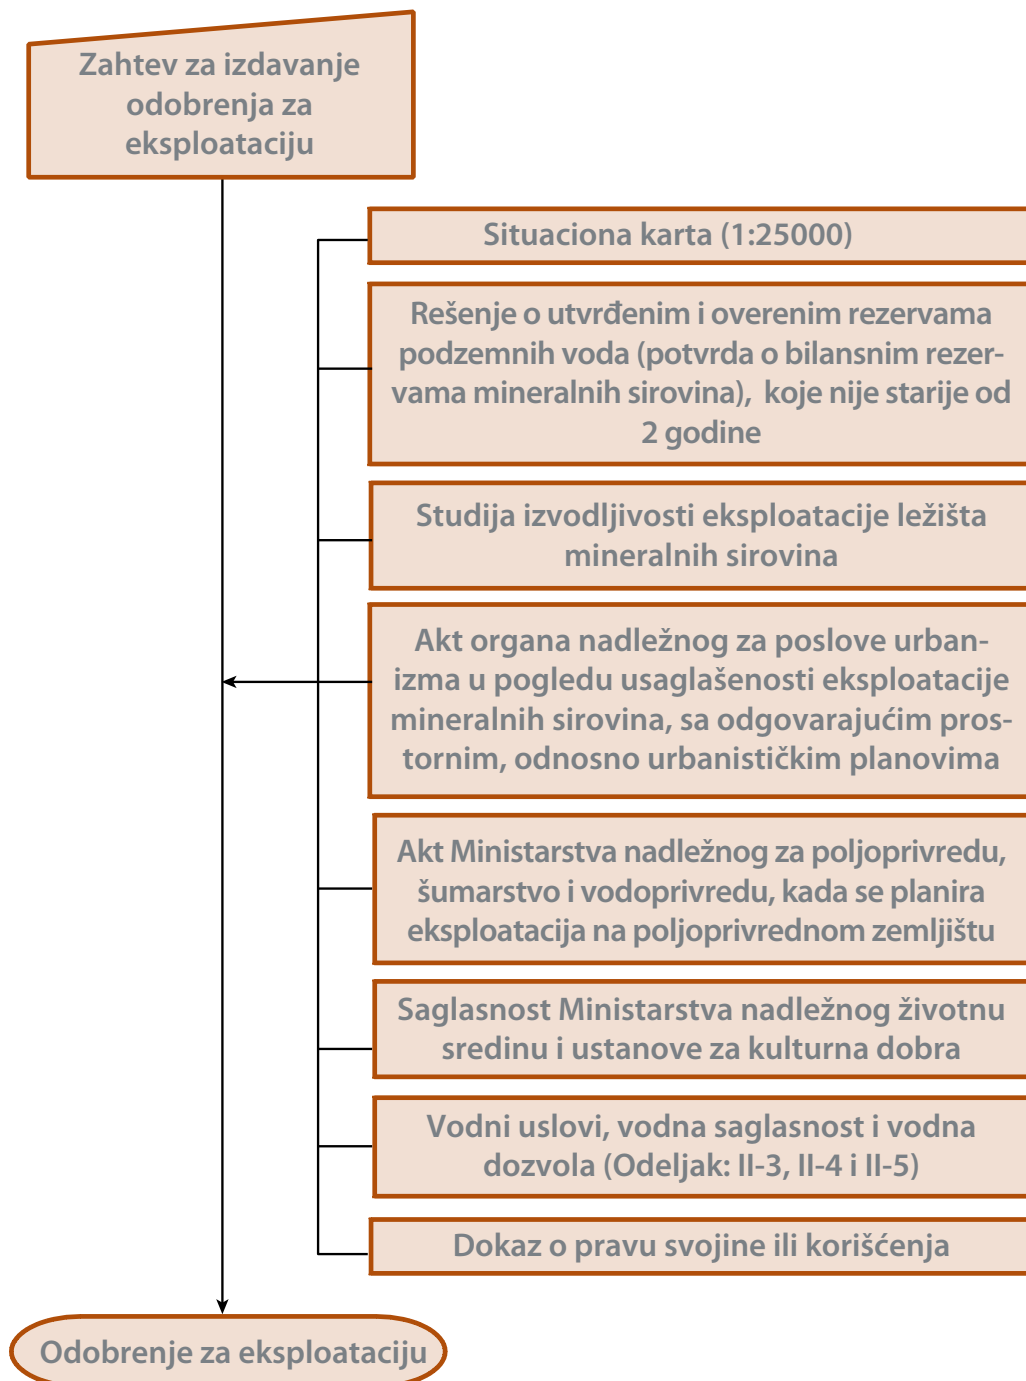 Zahtev za izdavanje
odobrenja za
eksploataciju
Situaciona karta (1:25000)
Rešenje o utvrđenim i overenim rezervama
podzemnih voda (potvrda o bilansnim rezer-
vama mineralnih sirovina), koje nije starije od
2 godine
Studija izvodljivosti eksploatacije ležišta
mineralnih sirovina
Akt organa nadležnog za poslove urban-
izma u pogledu usaglašenosti eksploatacije
mineralnih sirovina, sa odgovarajućim pros-
tornim, odnosno urbanističkim planovima
Akt Ministarstva nadležnog za poljoprivredu,
šumarstvo i vodoprivredu, kada se planira
eksploatacija na poljoprivrednom zemljištu
Saglasnost Ministarstva nadležnog životnu
sredinu i ustanove za kulturna dobra
Vodni uslovi, vodna saglasnost i vodna
dozvola (Odeljak: II-3, II-4 i II-5)
Dokaz o pravu svojine ili korišćenja
Odobrenje za eksploataciju